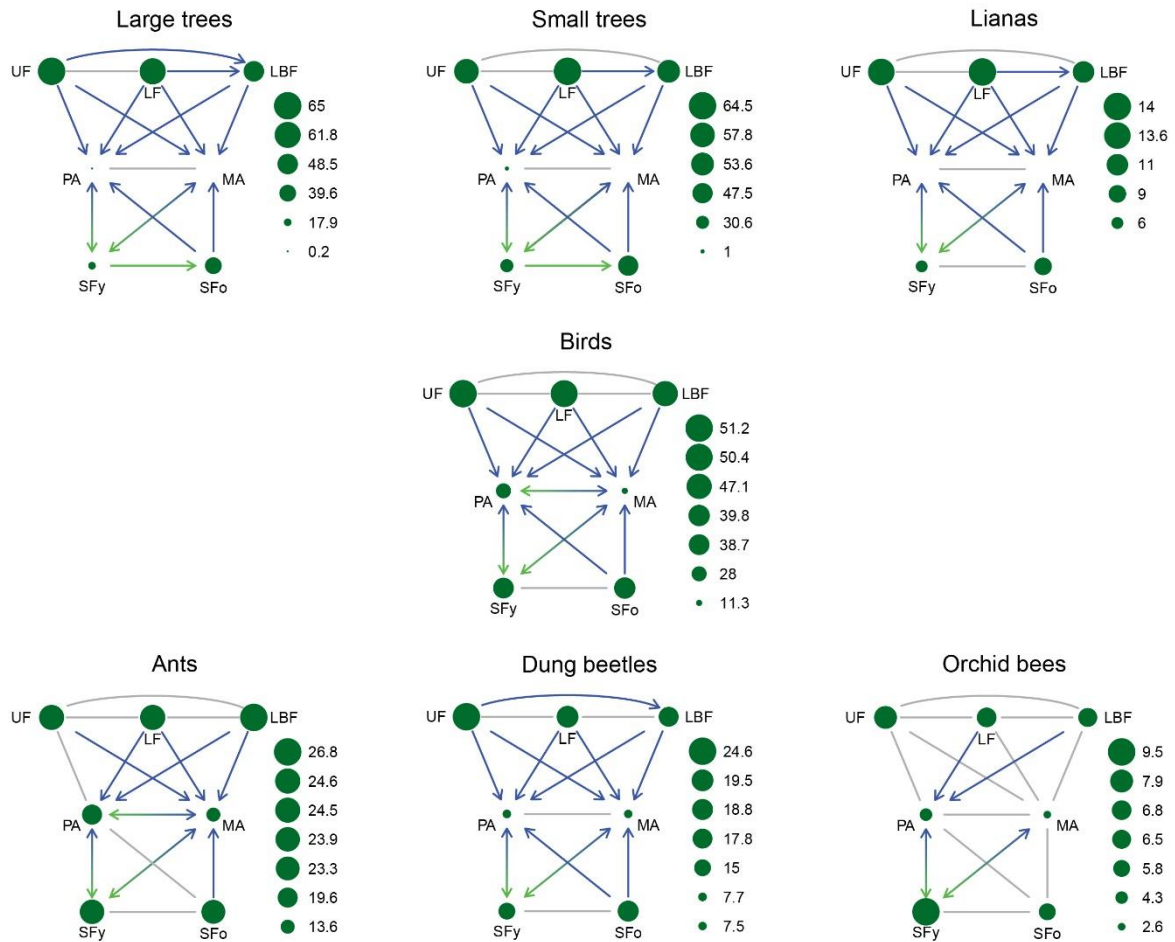 Large trees
UF
LF
LBF
65
61.8
48.5
39.6
17.9
0.2
PA
MA
SFy
SFo
Small trees
UF
LF
LBF
64.5
57.8
53.6
47.5
30.6
1
PA
MA
SFy
SFo
Lianas
UF
LF
LBF
14
13.6
11
9
6
PA
MA
SFy
SFo
Birds
UF
LF
LBF
51.2
50.4
47.1
39.8
38.7
28
11.3
PA
MA
SFy
SFo
Ants
UF
LF
LBF
26.8
24.6
24.5
23.9
23.3
19.6
13.6
PA
MA
SFy
SFo
Dung beetles
UF
LF
LBF
24.6
19.5
18.8
17.8
15
7.7
7.5
PA
MA
SFy
SFo
Orchid bees
UF
LF
LBF
9.5
7.9
6.8
6.5
5.8
4.3
2.6
PA
MA
SFy
SFo